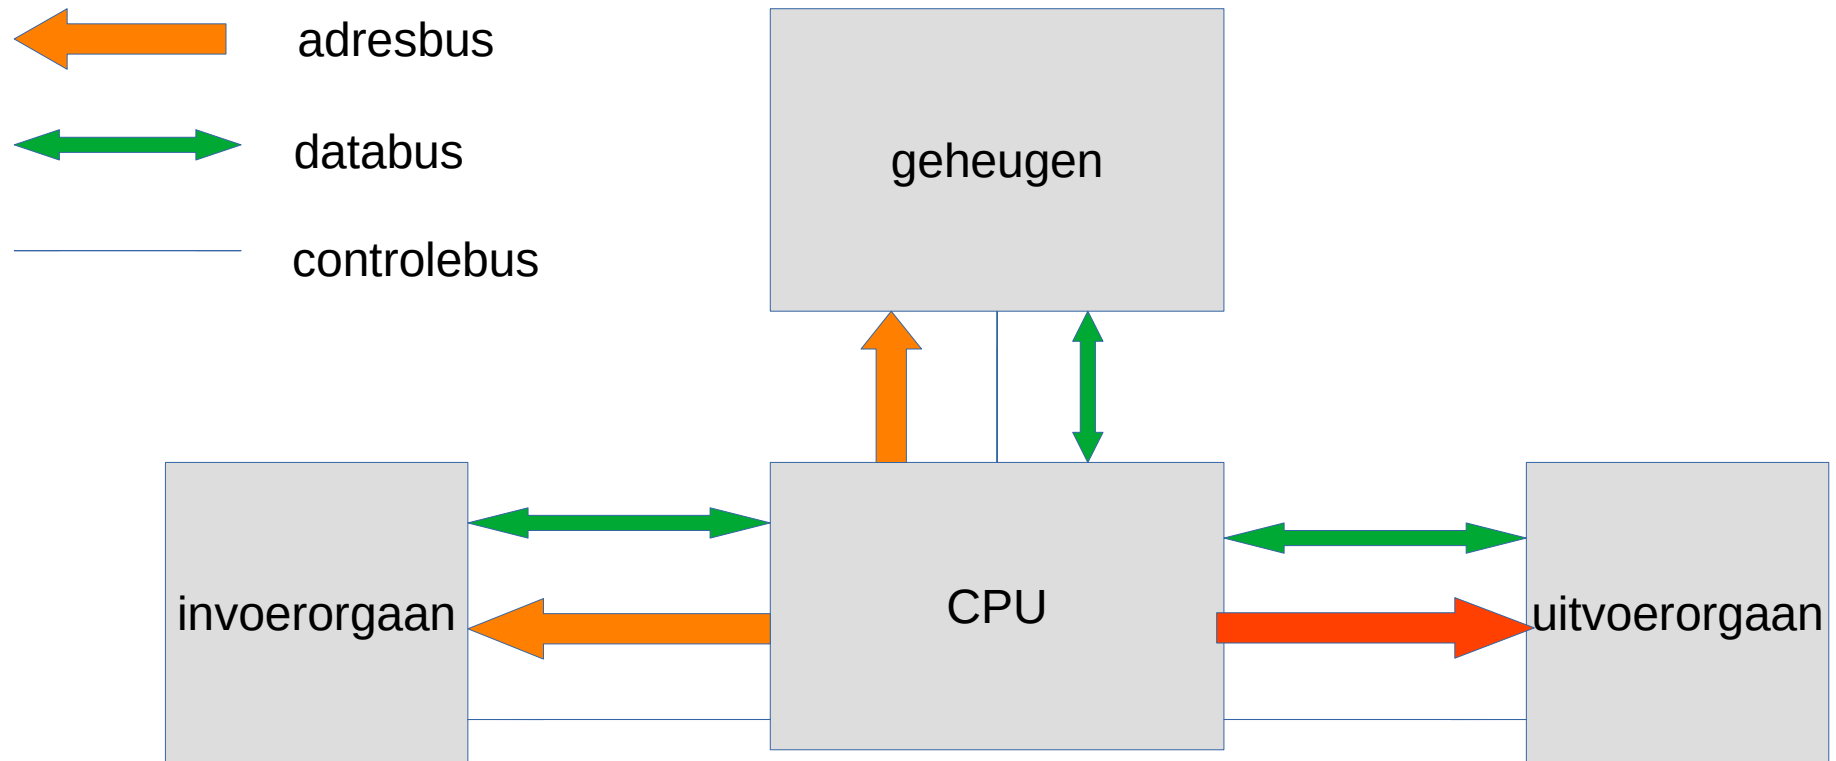 adresbus
databus
controlebus
geheugen
invoerorgaan
CPU
uitvoerorgaan